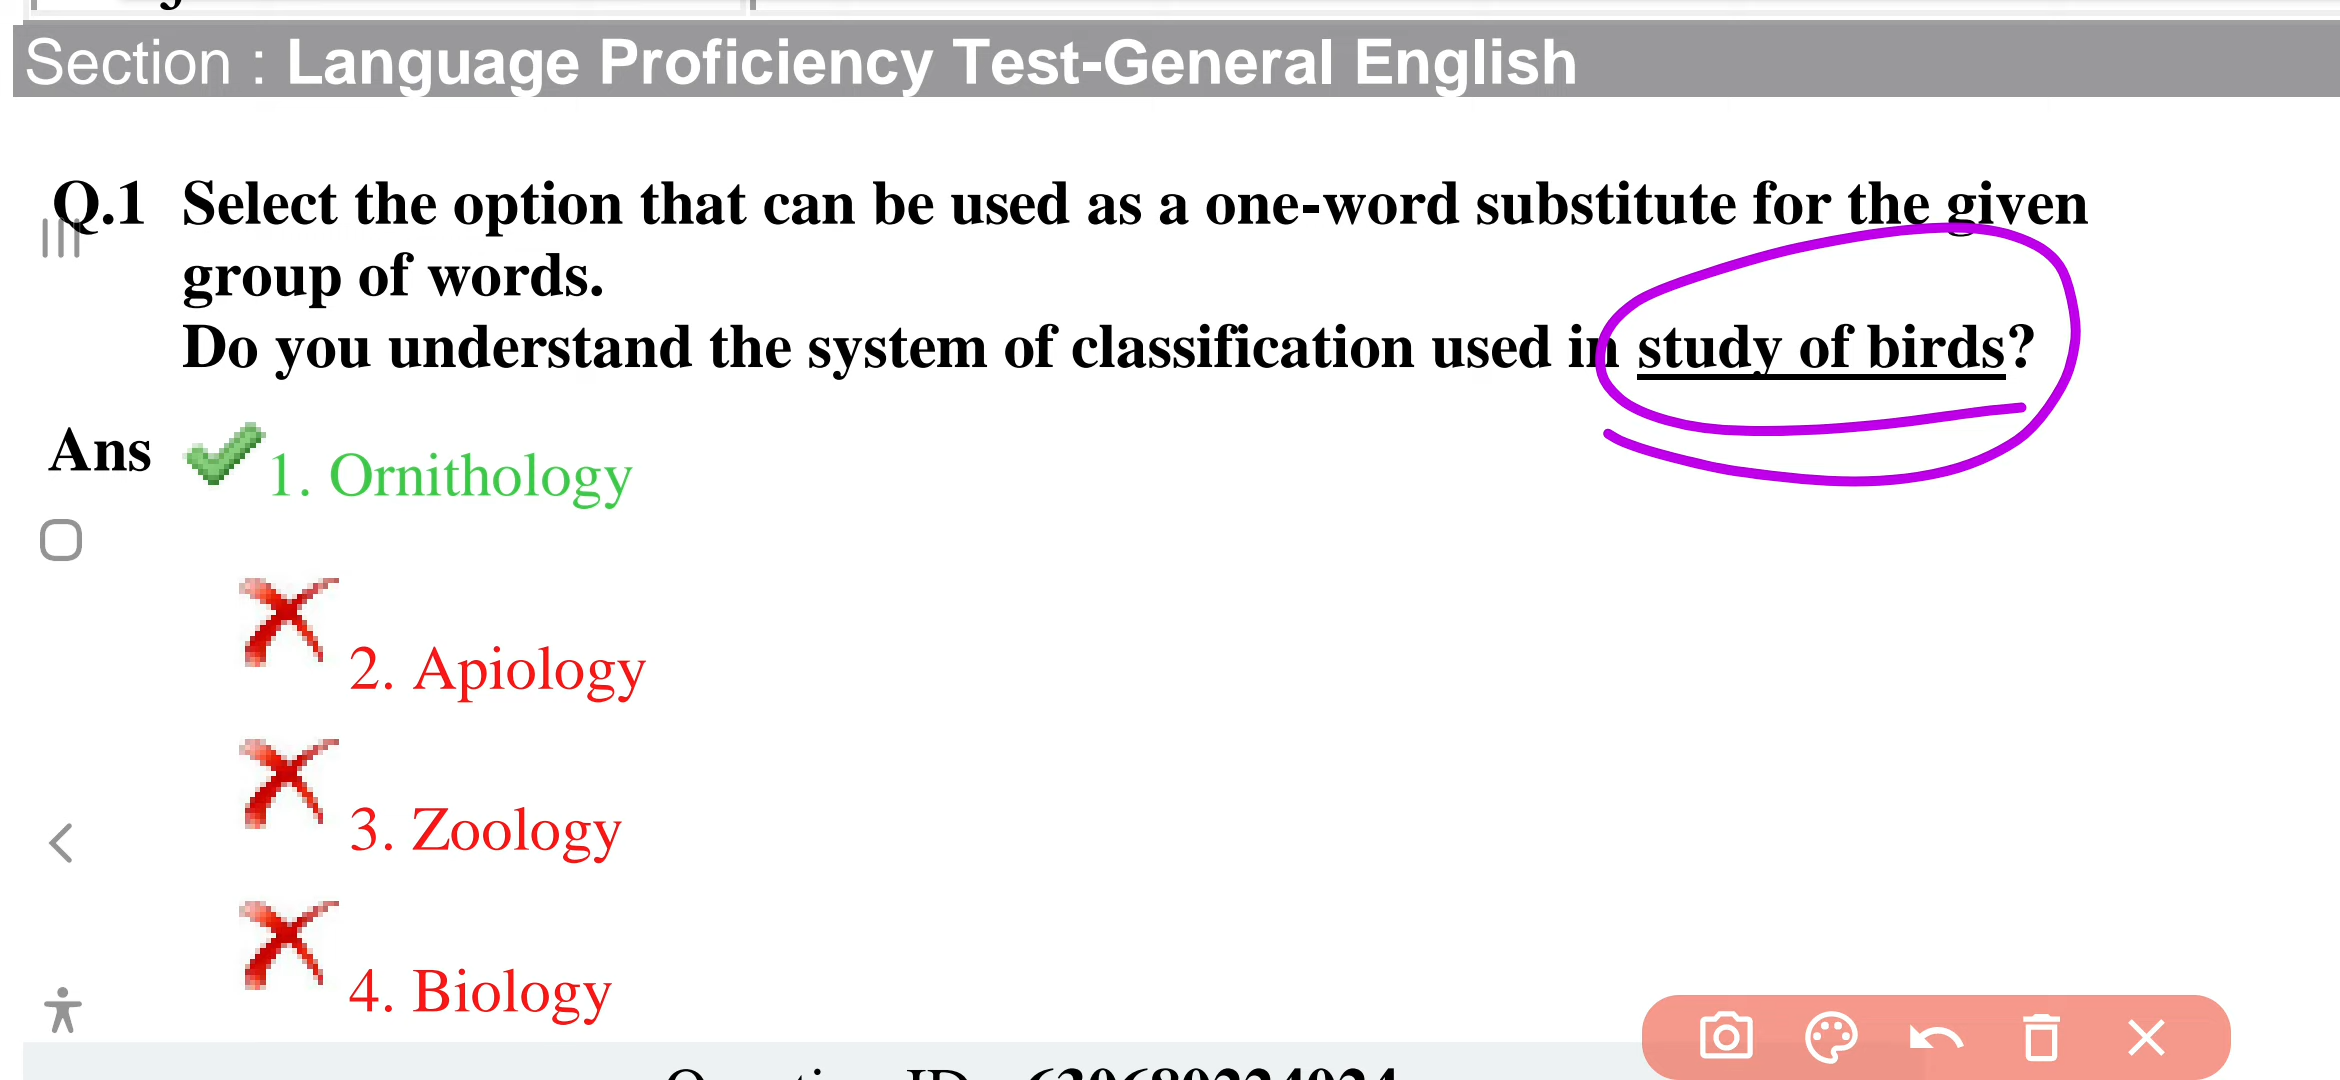 Section : Language Proficiency Test-General English
Q.1 Select the option that can be used as a one-word substitute for the given
group of words.
Do you understand the system of classification used in study of birds?
Ans 1. Ornithology
2. Apiology
3. Zoology
4. Biology